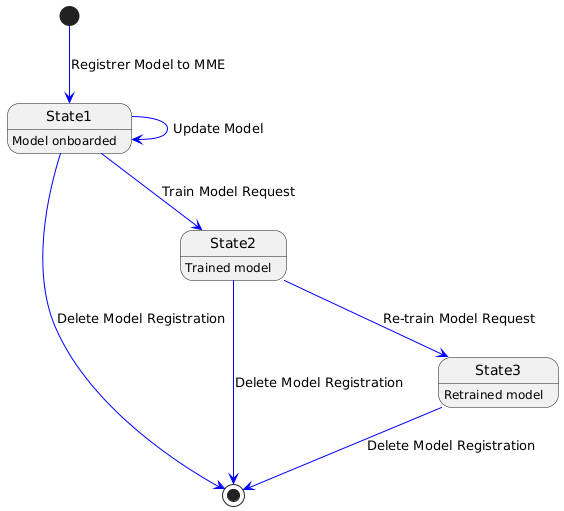 Registrer Model to MME
State1
Model onboarded
Update Model
Train Model Request
State2
Trained model
Delete Model Registration
Re-train Model Request
State3
Retrained model
Delete Model Registration
Delete Model Registration